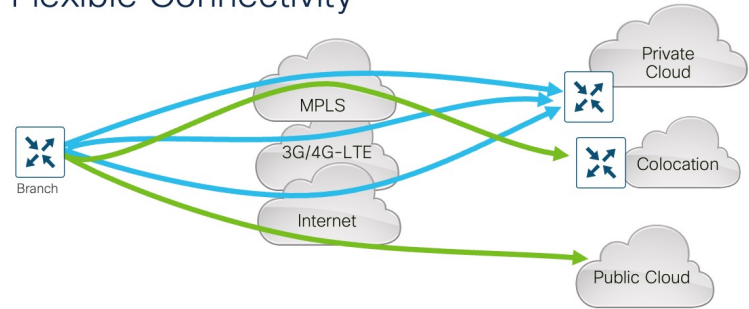 Flexible Connectivity
Private
Cloud
MPLS
3G/4G-LTE
Branch
Colocation
Internet
Public Cloud